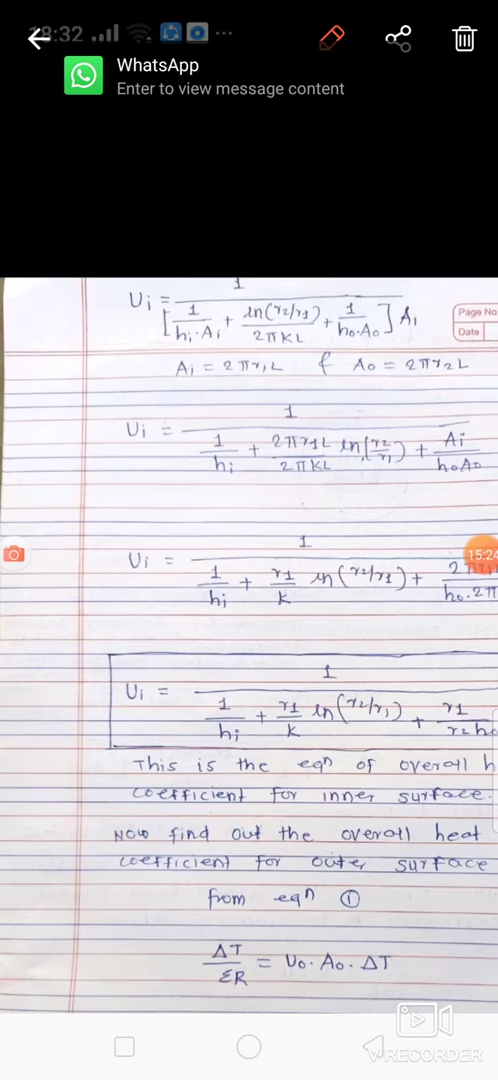 18:32
WhatsApp
Enter to view message content
Ui = 1 / [1/hi·Ai + ln(r2/r1)/2πKL + 1/ho·Ao] Ai
Page No
Date
Ai = 2πr1L & Ao = 2πr2L
Ui = 1 / 1/hi + 2πr1L/2πKL ln(r2/r1) + Ai/hoAo
15:24
Ui = 1 / 1/hi + r1/k ln(r2/r1) + 2πr1/ho·2π
Ui = 1 / 1/hi + r1/k ln(r2/r1) + r1/r2ho
This is the eqn of overall h
coefficient for inner surface.
Now find out the overall heat
coefficient for outer surface
from eqn ①
ΔT/ΣR = Uo·Ao·ΔT
V RECORDER